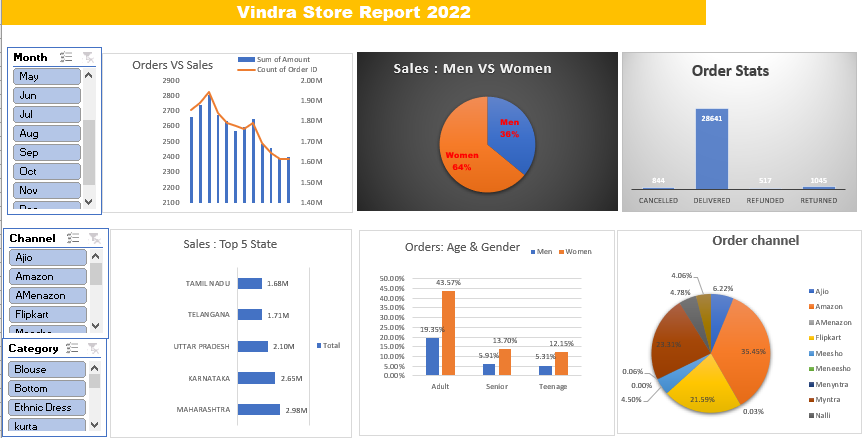 Vindra Store Report 2022
Month
May
Jun
Jul
Aug
Sep
Oct
Nov
Orders VS Sales
Sum of Amount
Count of Order ID
2900
2800
2700
2600
2500
2400
2300
2200
2100
2.00M
1.90M
1.80M
1.70M
1.60M
1.50M
1.40M
Sales : Men VS Women
Men
36%
Women
64%
Order Stats
844
28641
517
1045
CANCELLED DELIVERED REFUNDED RETURNED
Channel
Ajio
Amazon
AMenazon
Flipkart
Category
Blouse
Bottom
Ethnic Dress
kurta
Sales : Top 5 State
TAMIL NADU 1.68M
TELANGANA 1.71M
UTTAR PRADESH 2.10M
KARNATAKA 2.65M
MAHARASHTRA 2.98M
Total
Orders: Age & Gender
Men Women
50.00%
45.00%
40.00%
35.00%
30.00%
25.00%
20.00%
15.00%
10.00%
5.00%
0.00%
19.35%
43.57%
5.91%
13.70%
5.31%
12.15%
Adult Senior Teenage
Order channel
4.06%
6.22%
4.78%
35.45%
0.06%
0.00%
4.50%
21.59%
0.03%
Ajio
Amazon
AMenazon
Flipkart
Meesho
Meneesho
Menyntra
Myntra
Nalli